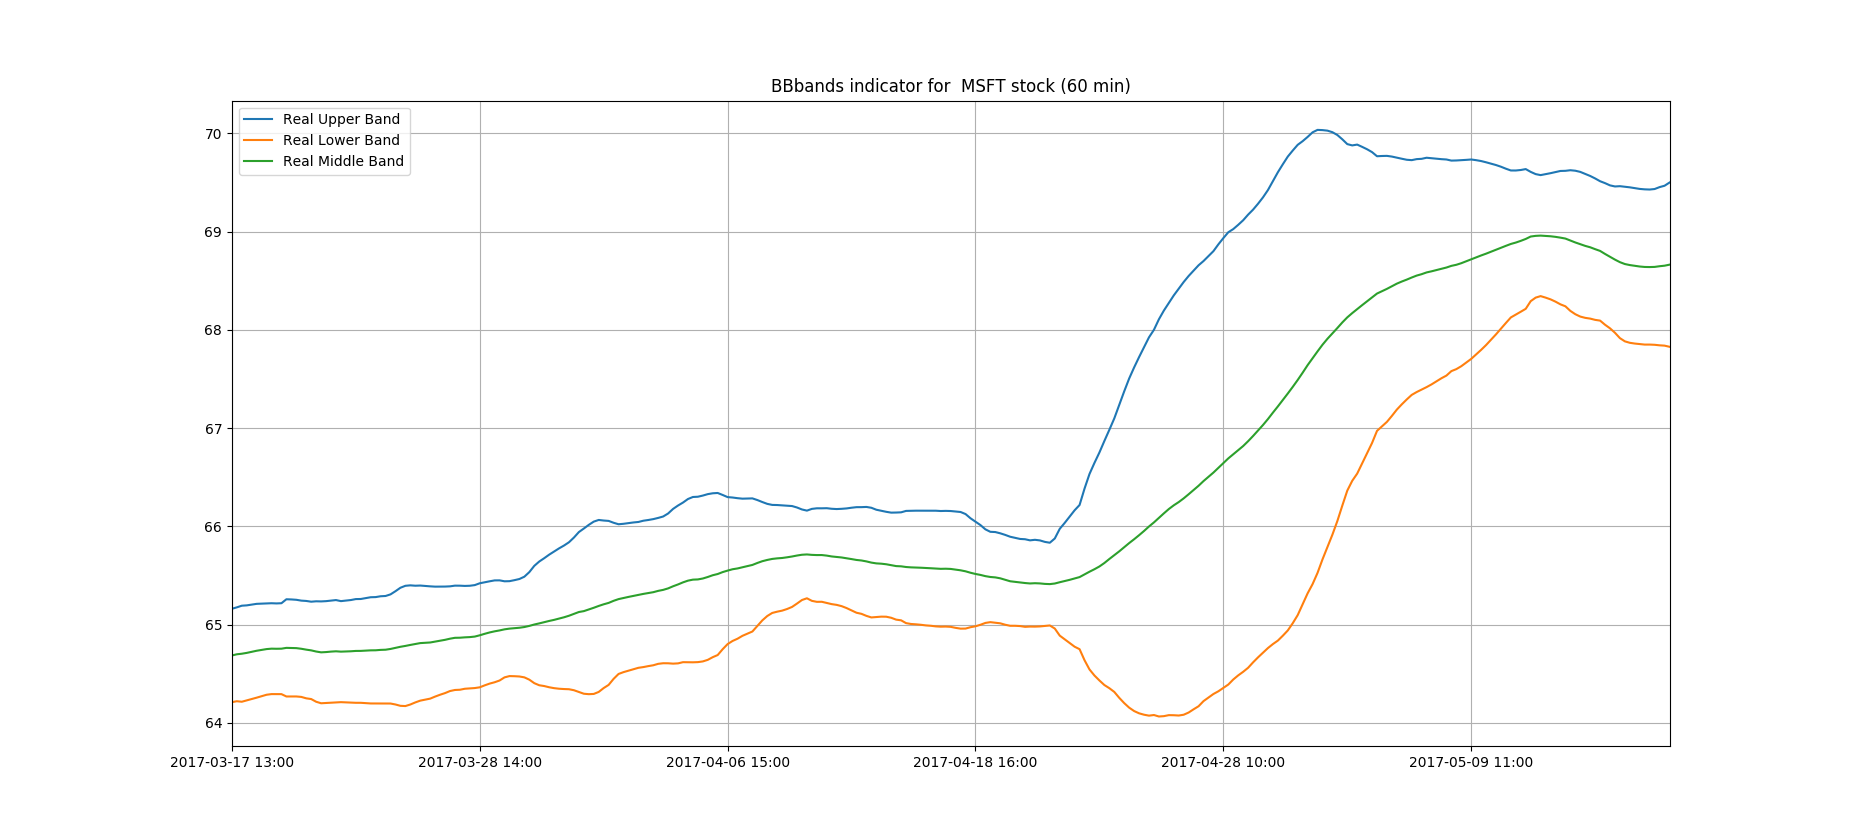 BBbands indicator for  MSFT stock (60 min)
Real Upper Band
Real Lower Band
Real Middle Band
70
69
68
67
66
65
64
2017-03-17 13:00 2017-03-28 14:00 2017-04-06 15:00 2017-04-18 16:00 2017-04-28 10:00 2017-05-09 11:00